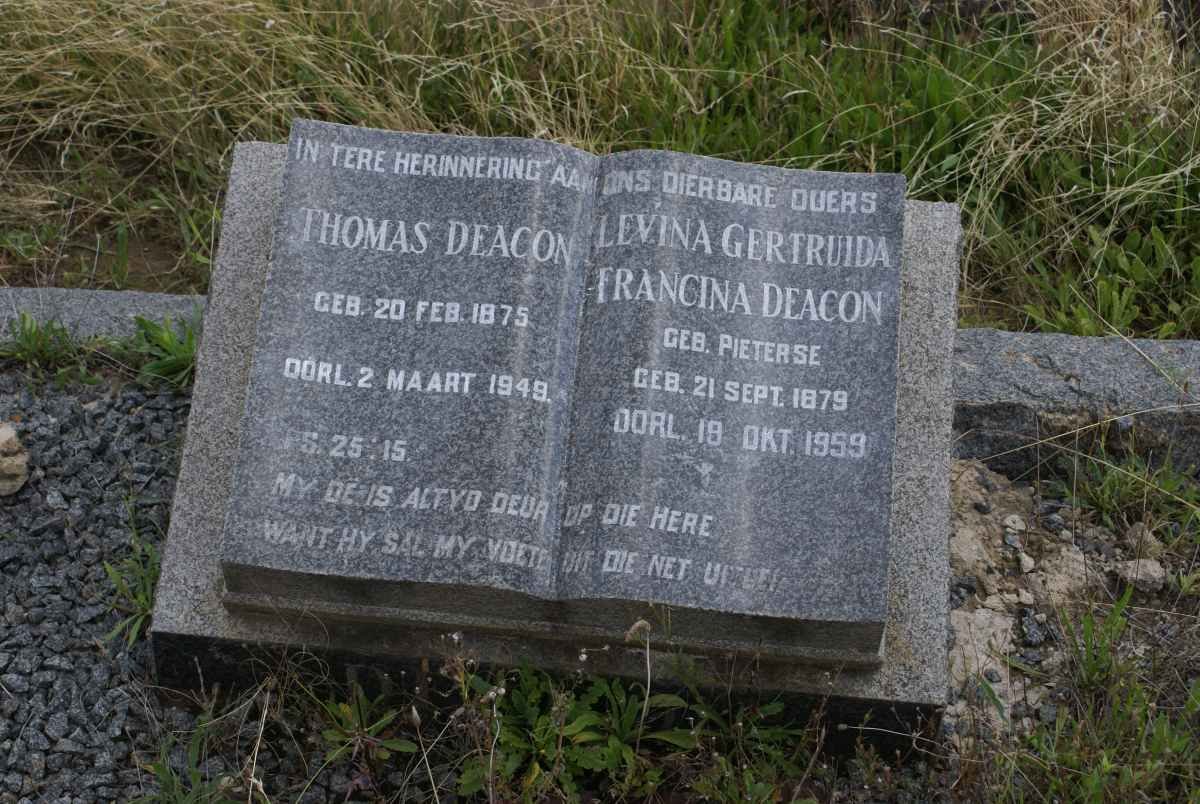 IN TERE HERINNERING AAN ONS DIERBARE OUERS
THOMAS DEACON
GEB. 20 FEB. 1875
OORL. 2 MAART 1949.
LEVINA GERTRUIDA
FRANCINA DEACON
GEB. PIETERSE
GEB. 21 SEPT. 1879
OORL. 18 OKT. 1959
PS. 25:15.
MY OË IS ALTYD DEUR OP DIE HERE
WANT HY SAL MY VOETE UIT DIE NET UITLEI